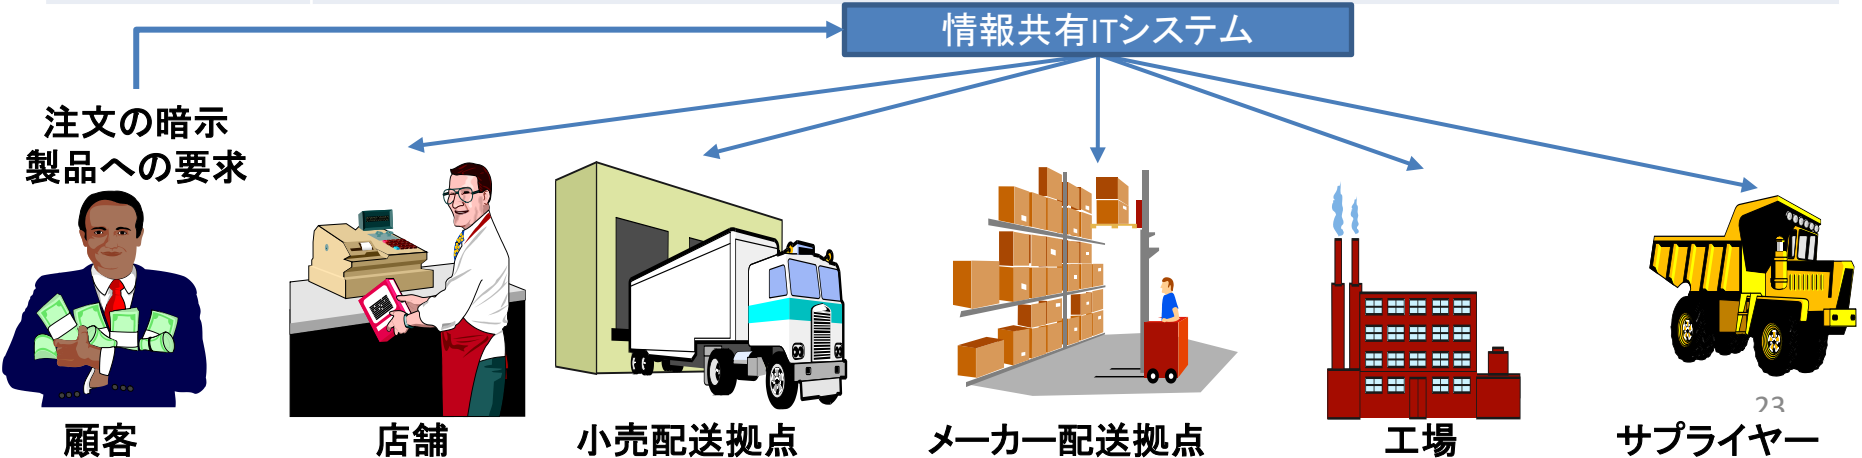 情報共有ITシステム
注文の暗示
製品への要求
23
顧客
店舗
小売配送拠点
メーカー配送拠点
工場
サプライヤー